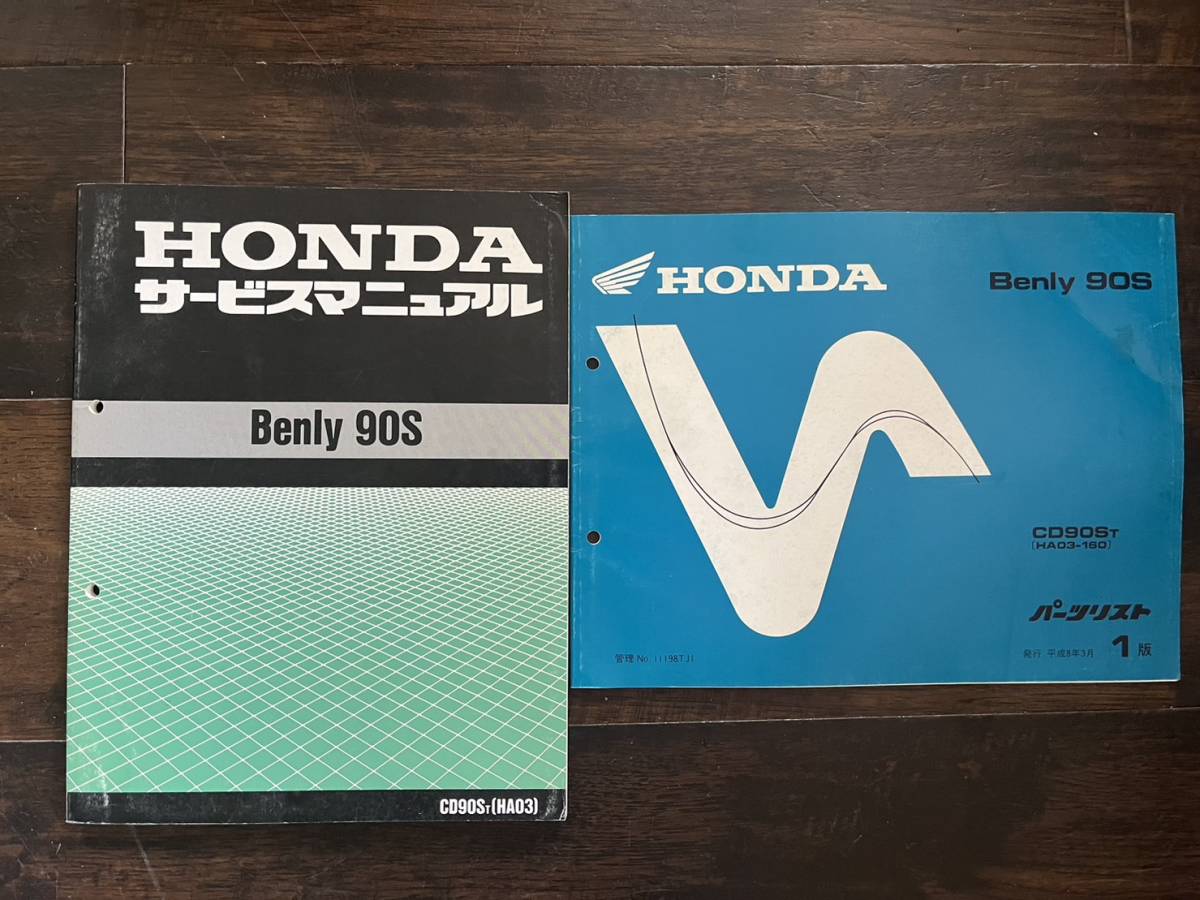 HONDA
サービスマニュアル
Benly 90S
CD90ST(HA03)
HONDA
Benly 90S
CD90ST
[HA03-160]
パーツリスト
管理 No. 11198TJ1
発行 平成8年3月 1版